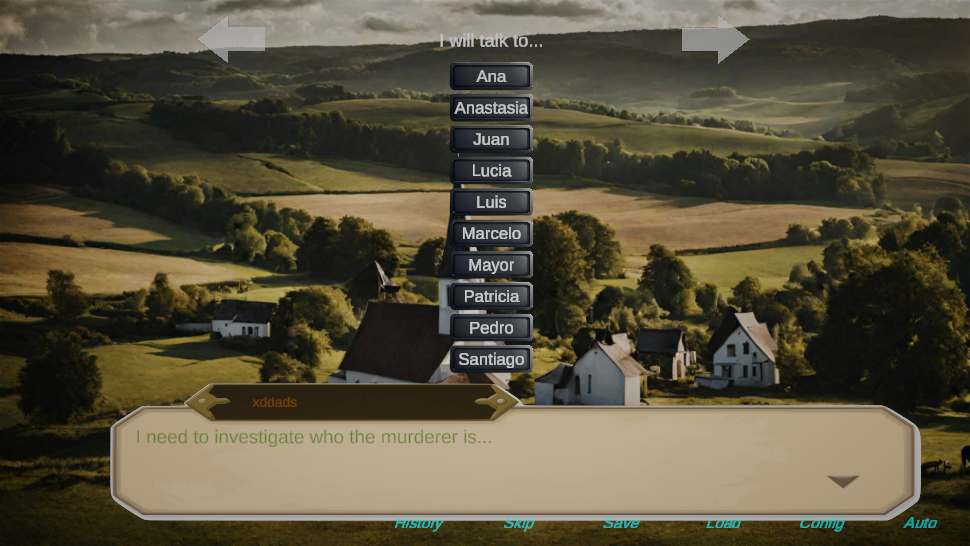 I will talk to...
Ana
Anastasia
Juan
Lucia
Luis
Marcelo
Mayor
Patricia
Pedro
Santiago
xddads
I need to investigate who the murderer is...
History Skip Save Load Config Auto